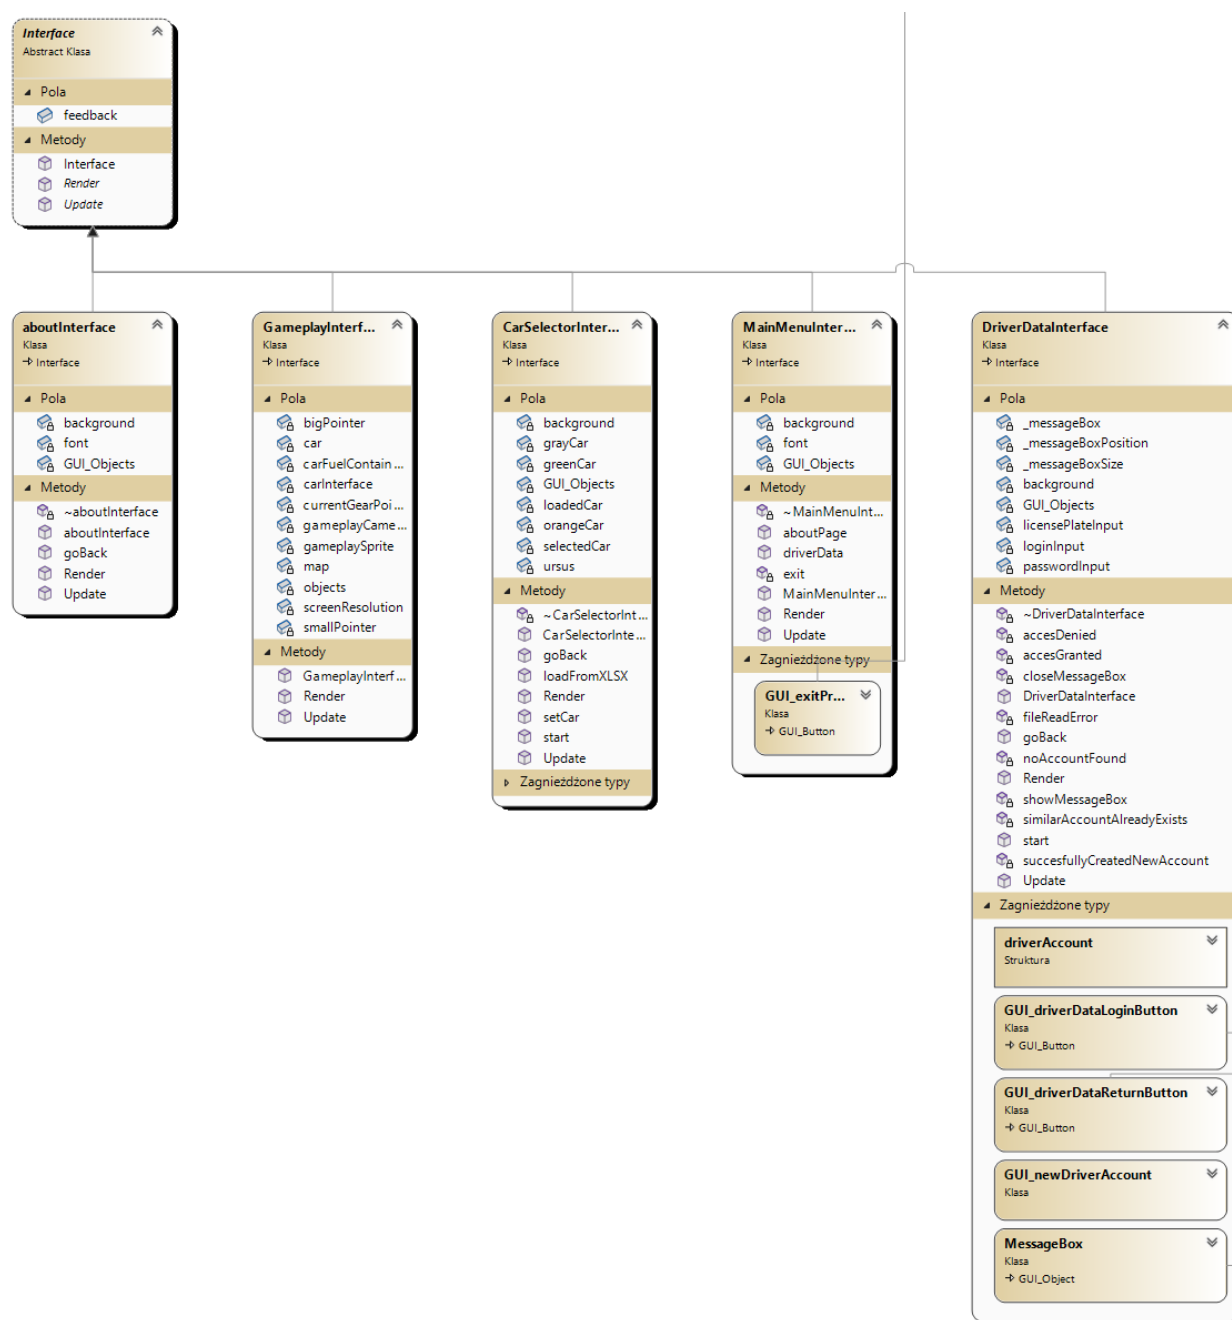 Interface
Abstract Klasa
Pola
feedback
Metody
Interface
Render
Update
aboutInterface
Klasa
Interface
Pola
background
font
GUI_Objects
Metody
~aboutInterface
aboutInterface
goBack
Render
Update
GameplayInterf...
Klasa
Interface
Pola
bigPointer
car
carFuelContain...
carInterface
currentGearPoi...
gameplayCame...
gameplaySprite
map
objects
screenResolution
smallPointer
Metody
GameplayInterf...
Render
Update
CarSelectorInter...
Klasa
Interface
Pola
background
grayCar
greenCar
GUI_Objects
loadedCar
orangeCar
selectedCar
ursus
Metody
~CarSelectorInt...
CarSelectorInte...
goBack
loadFromXLSX
Render
setCar
start
Update
Zagnieżdżone typy
MainMenuInter...
Klasa
Interface
Pola
background
font
GUI_Objects
Metody
~MainMenuInt...
aboutPage
driverData
exit
MainMenuInter...
Render
Update
Zagnieżdżone typy
GUI_exitPr...
Klasa
GUI_Button
DriverDataInterface
Klasa
Interface
Pola
_messageBox
_messageBoxPosition
_messageBoxSize
background
GUI_Objects
licensePlateInput
loginInput
passwordInput
Metody
~DriverDataInterface
accesDenied
accesGranted
closeMessageBox
DriverDataInterface
fileReadError
goBack
noAccountFound
Render
showMessageBox
similarAccountAlreadyExists
start
succesfullyCreatedNewAccount
Update
Zagnieżdżone typy
driverAccount
Struktura
GUI_driverDataLoginButton
Klasa
GUI_Button
GUI_driverDataReturnButton
Klasa
GUI_Button
GUI_newDriverAccount
Klasa
MessageBox
Klasa
GUI_Object